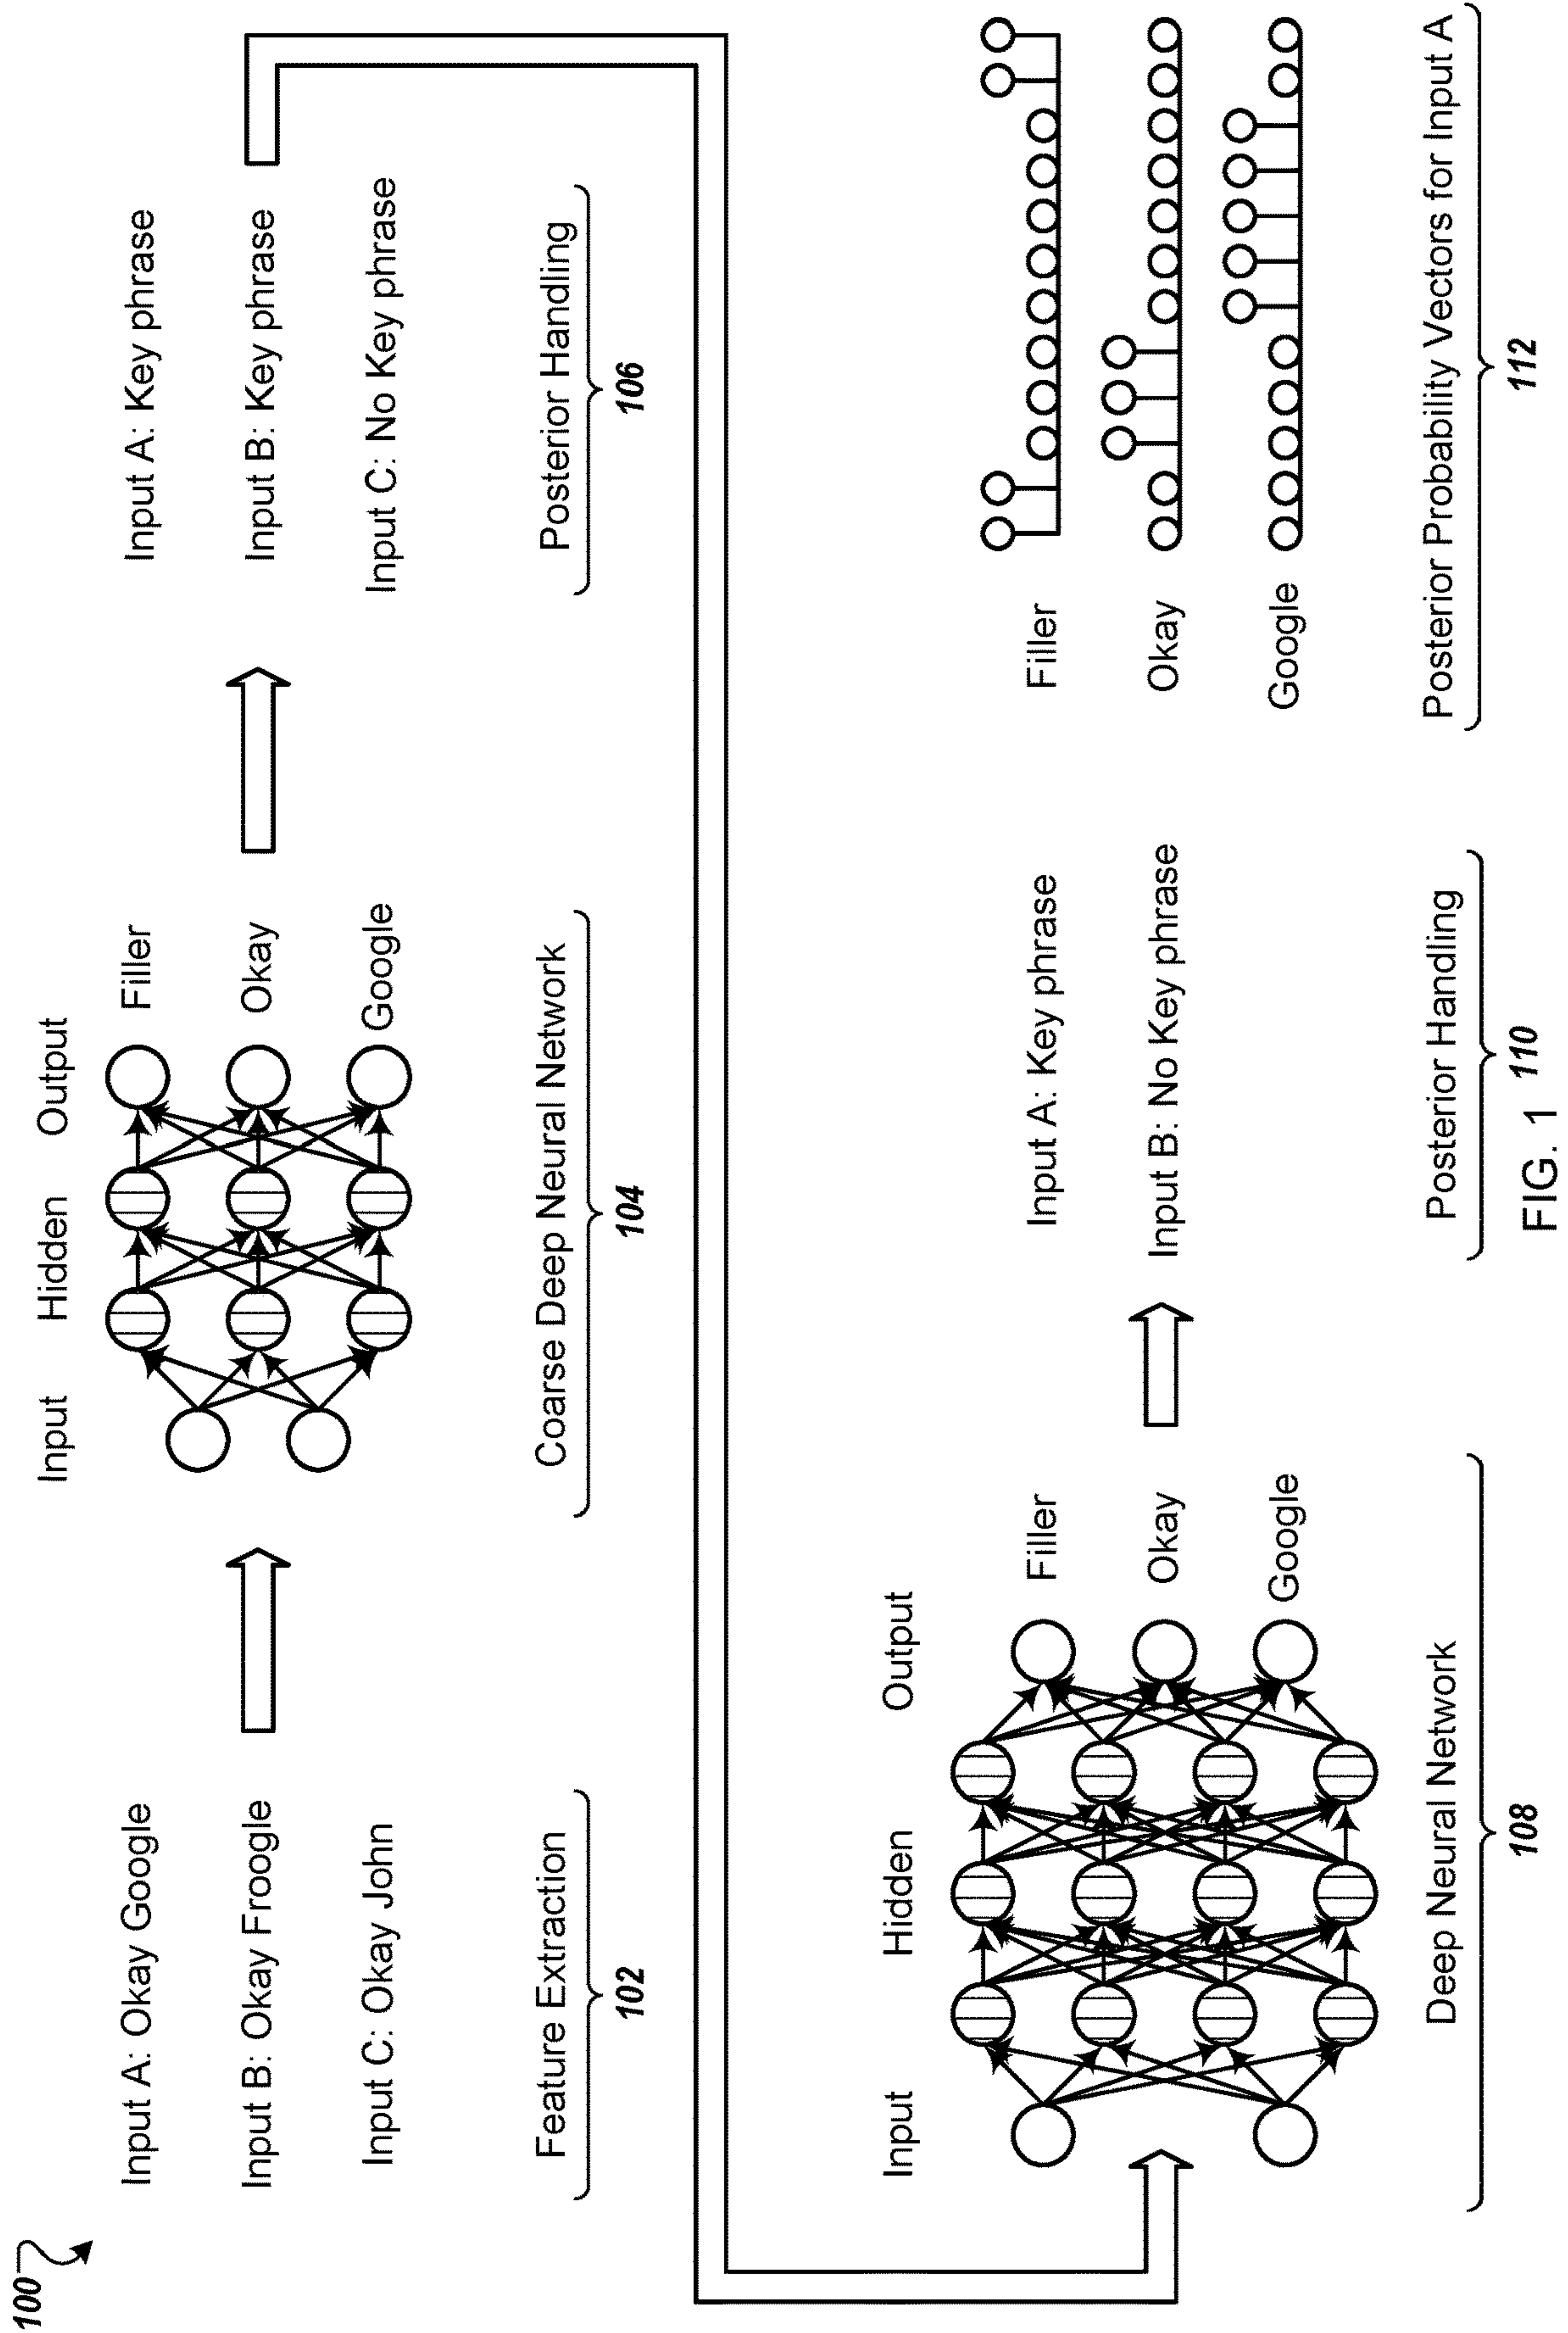 100
Input A: Okay Google
Input B: Okay Froogle
Input C: Okay John
Feature Extraction
102
Input Hidden Output
Filler
Okay
Google
Coarse Deep Neural Network
104
Input A: Key phrase
Input B: Key phrase
Input C: No Key phrase
Posterior Handling
106
Input Hidden Output
Filler
Okay
Google
Deep Neural Network
108
Input A: Key phrase
Input B: No Key phrase
Posterior Handling
110
Filler
Okay
Google
Posterior Probability Vectors for Input A
112
FIG. 1